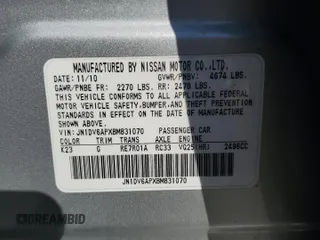 MANUFACTURED BY NISSAN MOTOR CO.,LTD.
DATE: 11/10 GVWR/PNBV: 4674 LBS.
GAWR/PNBE FR: 2270 LBS. RR: 2478 LBS.
THIS VEHICLE CONFORMS TO ALL APPLICABLE FEDERAL
MOTOR VEHICLE SAFETY,BUMPER,AND THEFT PREVENTION
STANDARDS IN EFFECT ON THE DATE OF MANUFACTURE
SHOWN ABOVE.
VIN: JN1DV6APXBM831070 PASSENGER CAR
COLOR TRIM TRANS AXLE ENGINE
K23 G RE7R01A RC33 VQ25(HR) 2496CC
JN1DV6APXBM831070
© DREAMBID